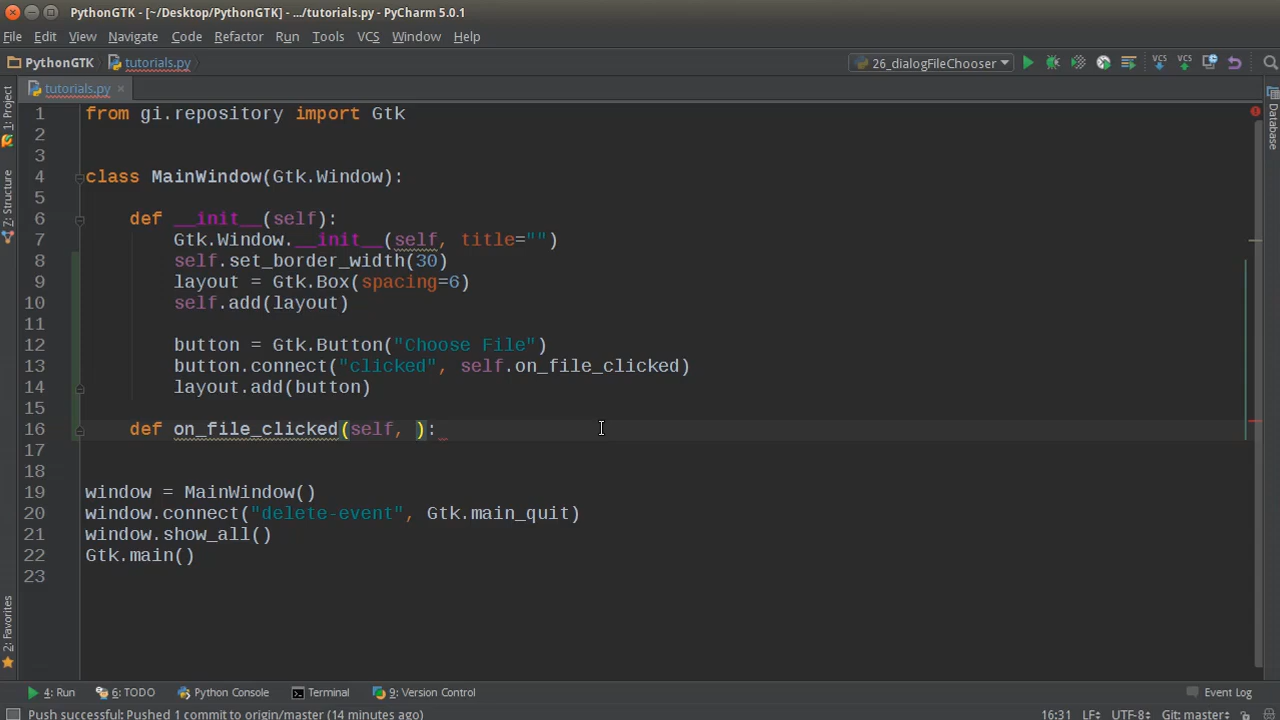 PythonGTK - [~/Desktop/PythonGTK] - .../tutorials.py - PyCharm 5.0.1
File Edit View Navigate Code Refactor Run Tools VCS Window Help
PythonGTK tutorials.py 26_dialogFileChooser VCS VCS
tutorials.py
1: Project
Z: Structure
2: Favorites
Database
1 from gi.repository import Gtk
2
3
4 class MainWindow(Gtk.Window):
5
6 def __init__(self):
7 Gtk.Window.__init__(self, title="")
8 self.set_border_width(30)
9 layout = Gtk.Box(spacing=6)
10 self.add(layout)
11
12 button = Gtk.Button("Choose File")
13 button.connect("clicked", self.on_file_clicked)
14 layout.add(button)
15
16 def on_file_clicked(self, ):
17
18
19 window = MainWindow()
20 window.connect("delete-event", Gtk.main_quit)
21 window.show_all()
22 Gtk.main()
23
4: Run 6: TODO Python Console Terminal 9: Version Control Event Log
Push successful: Pushed 1 commit to origin/master (14 minutes ago) 16:31 LF UTF-8 Git: master